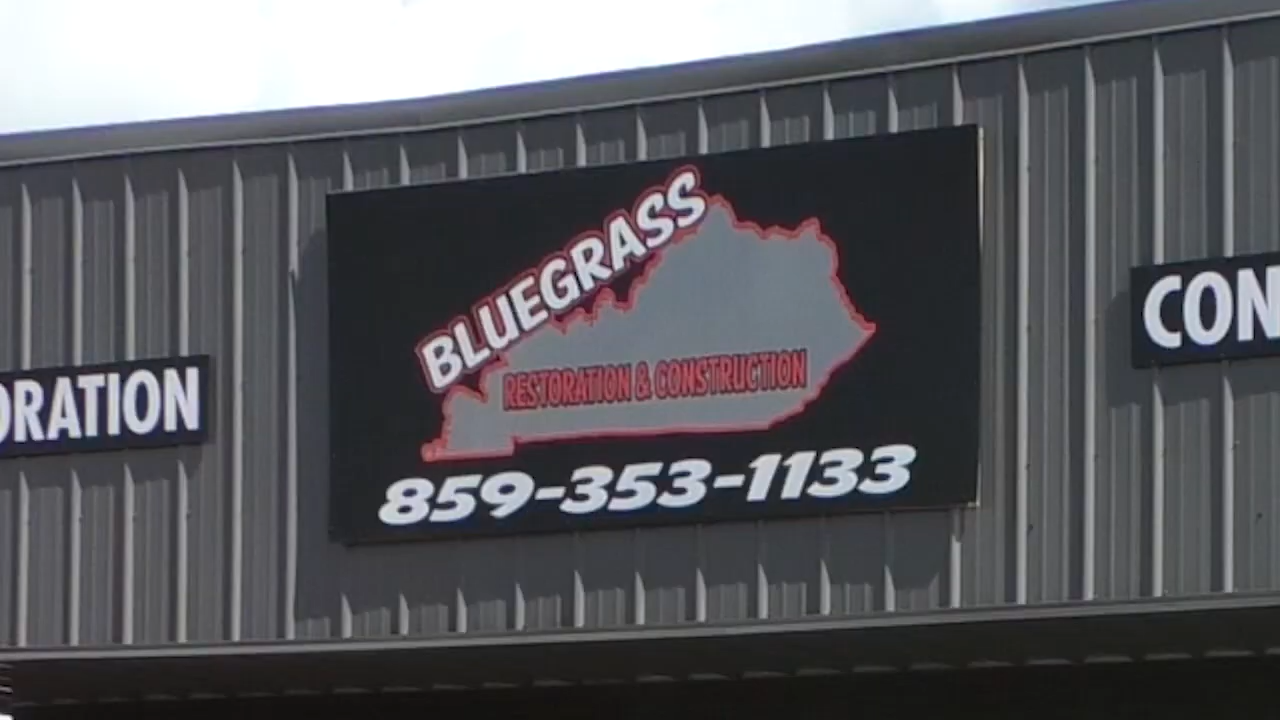 BLUEGRASS
RESTORATION & CONSTRUCTION
859-353-1133
ORATION
CON